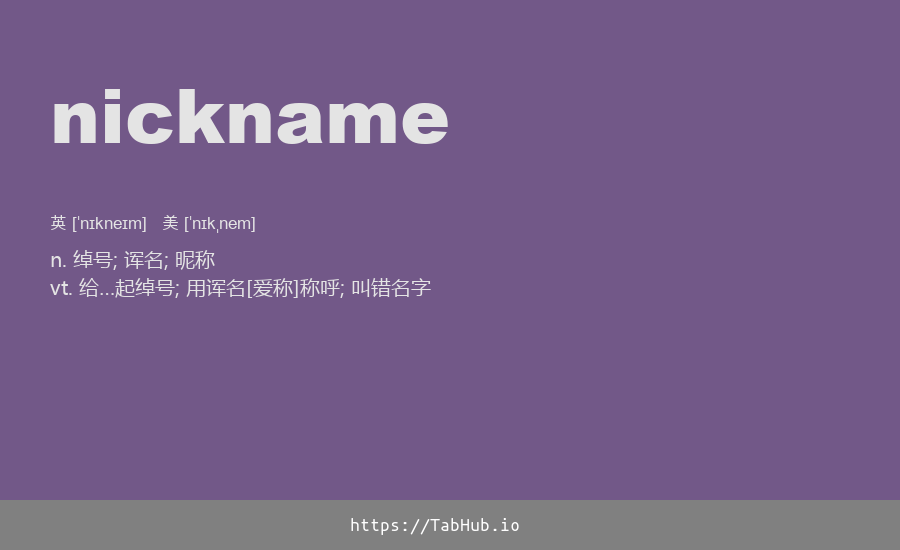 nickname
英 [ˈnɪkneɪm]   美 [ˈnɪkˌnem]
n. 绰号; 诨名; 昵称
vt. 给...起绰号; 用诨名[爱称]称呼; 叫错名字
https://TabHub.io